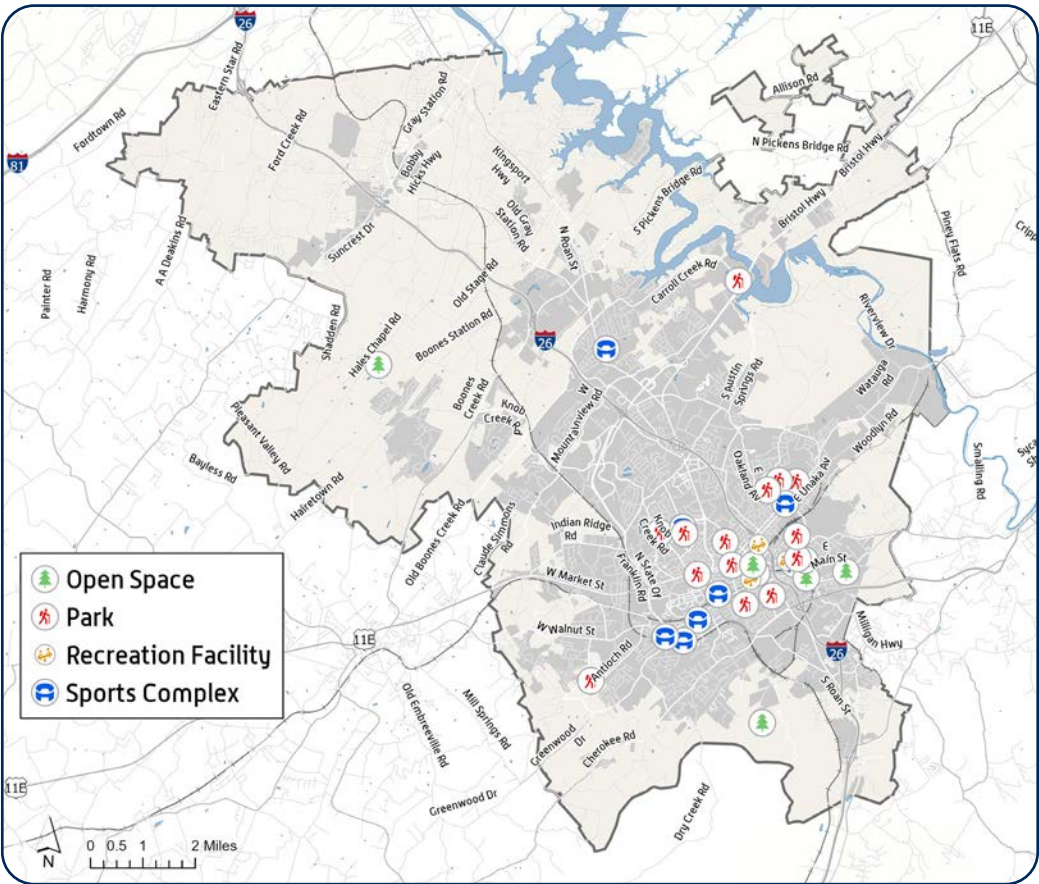 26
11E
Allison Rd
Eastern Star Rd
Gray Station Rd
Fordtown Rd
Ford Creek Rd
81
N Pickens Bridge Rd
Bristol Hwy
Bobby
Hicks Hwy
Kingsport
Hwy
S Pickens Bridge Rd
Old Gray
Station Rd
Bristol Hwy
Piney Flats Rd
N Roan St
Suncrest Dr
A A Deakins Rd
Harmony Rd
Painter Rd
Old Stage Rd
Carroll Creek Rd
Shadden Rd
Boones Station Rd
Riverview Dr
26
Hales Chapel Rd
Watauga
Rd
S Austin
Springs Rd
Boones
Creek Rd
W
Mountainview Rd
Knob
Creek Rd
Pleasant Valley Rd
Woodlyn Rd
E
Oakland Av
E Unaka Av
Smalling Rd
Bayless Rd
Hairetown Rd
Old Boones Creek Rd
Claude Simmons
Rd
Indian Ridge
Rd
Knob
Creek Rd
E
Main St
N State Of
Franklin Rd
W Market St
Open Space
Park
Recreation Facility
Sports Complex
11E
W Walnut St
Antioch Rd
Milligan Hwy
26
S Roan St
Old Embreeville Rd
Mill Springs Rd
Greenwood
Dr
Cherokee Rd
11E
Greenwood Dr
Dry Creek Rd
N
0 0.5 1 2 Miles